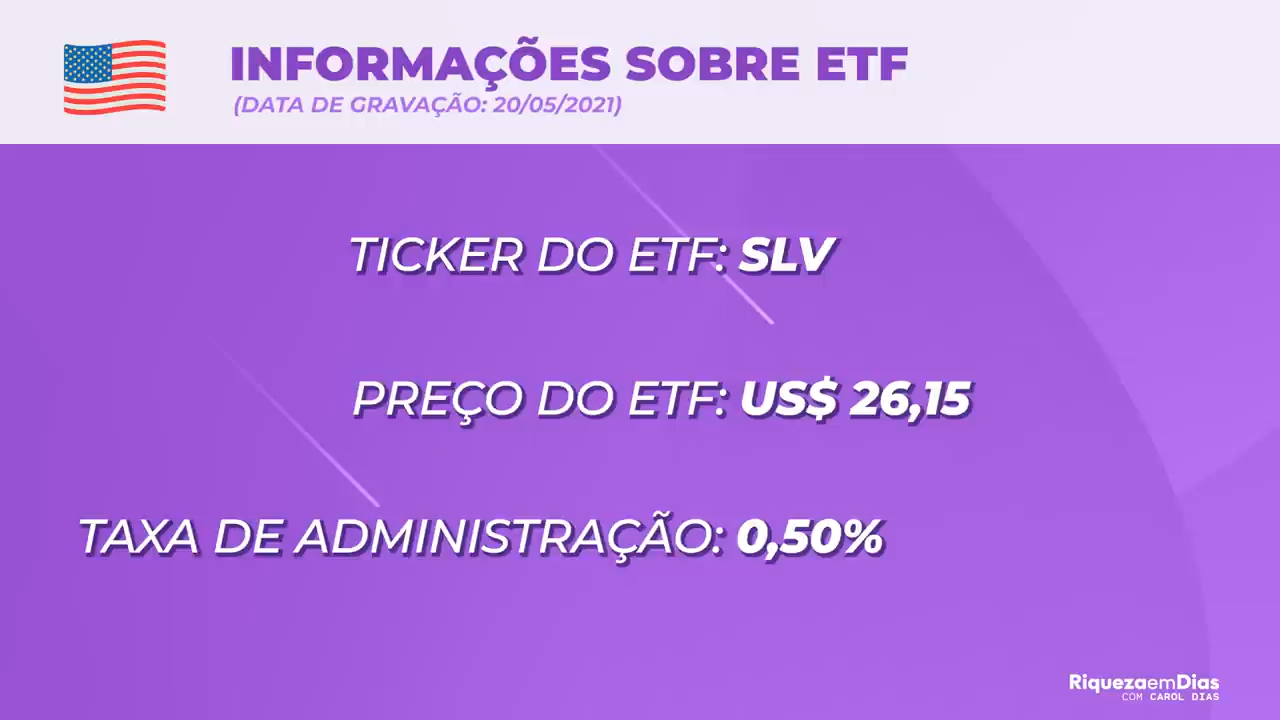 INFORMAÇÕES SOBRE ETF
(DATA DE GRAVAÇÃO: 20/05/2021)
TICKER DO ETF: SLV
PREÇO DO ETF: US$ 26,15
TAXA DE ADMINISTRAÇÃO: 0,50%
RiquezaemDias
COM CAROL DIAS